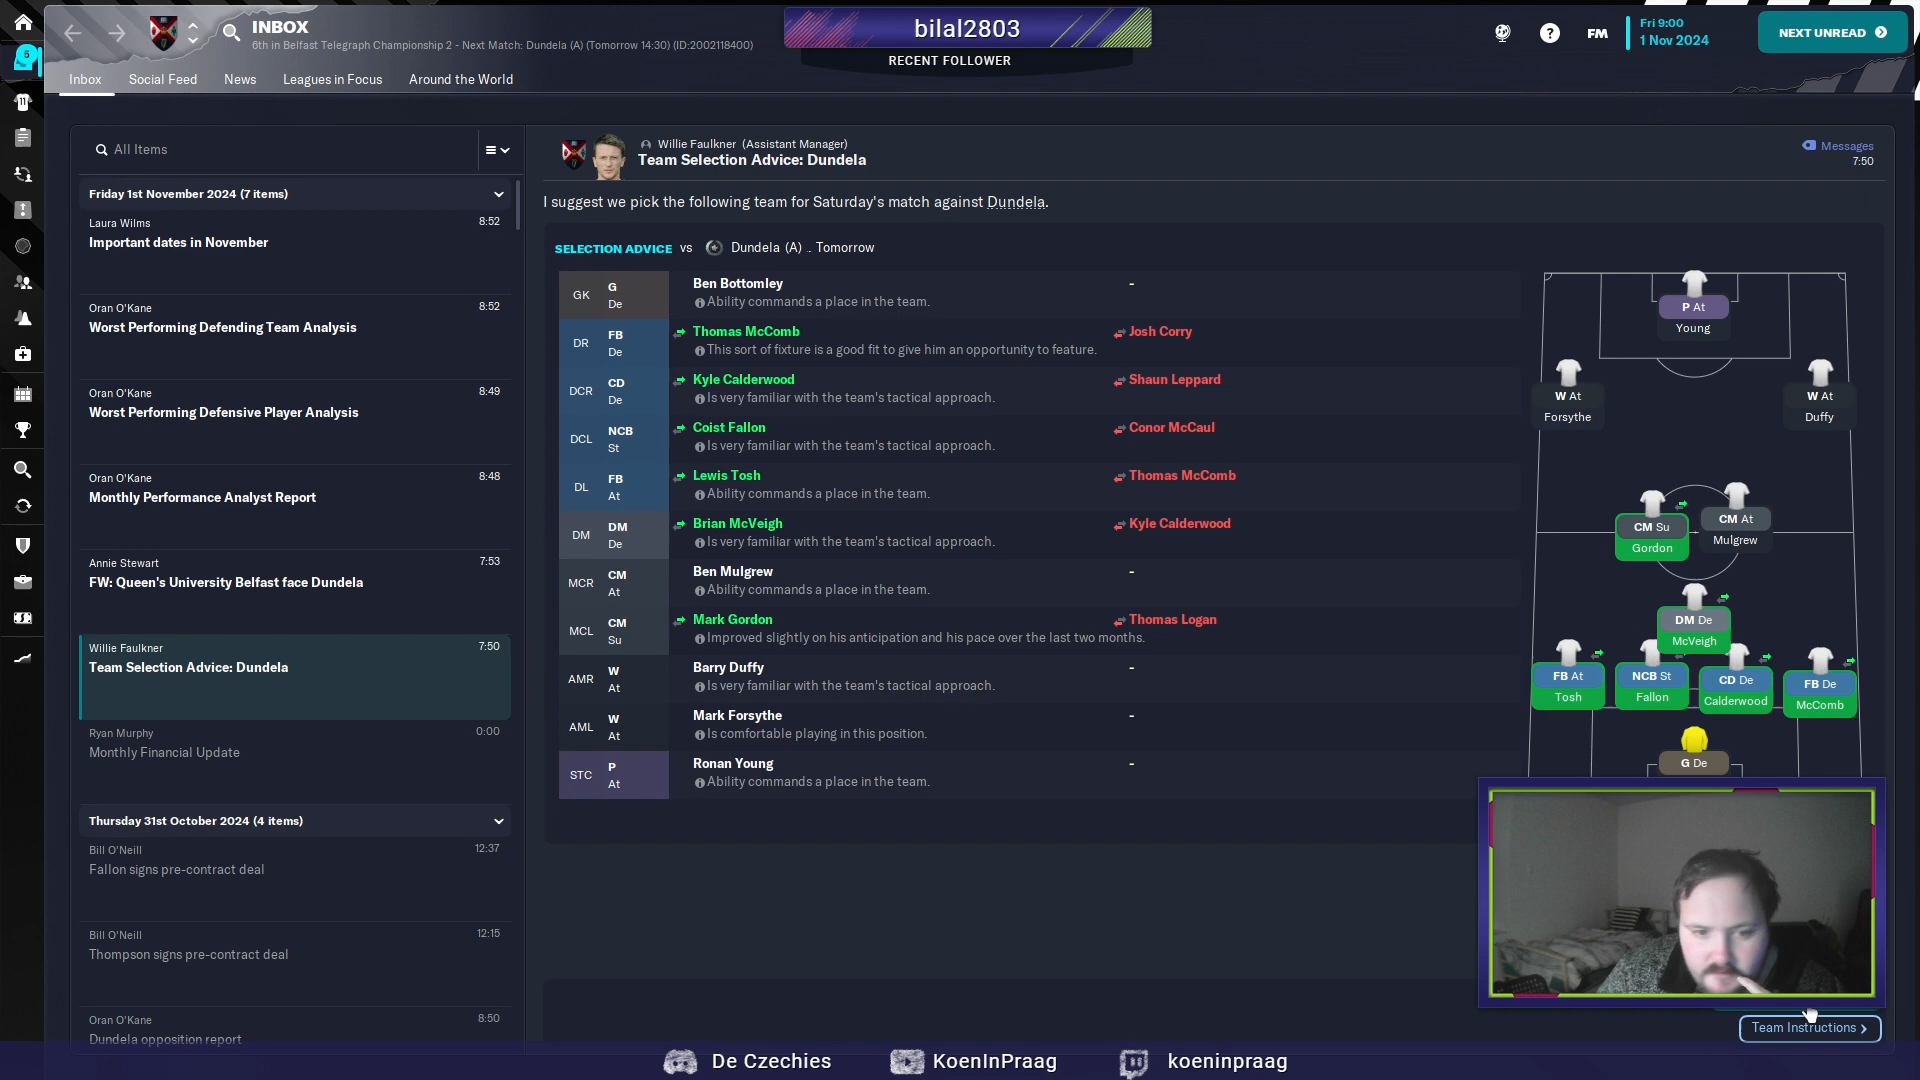 5
INBOX
6th in Belfast Telegraph Championship 2 - Next Match: Dundela (A) (Tomorrow 14:30) (ID:2002118400)
bilal2803
RECENT FOLLOWER
?
FM
Fri 9:00
1 Nov 2024
NEXT UNREAD
Inbox
Social Feed
News
Leagues in Focus
Around the World
All Items
Friday 1st November 2024 (7 items)
Laura Wilms
8:52
Important dates in November
Oran O'Kane
8:52
Worst Performing Defending Team Analysis
Oran O'Kane
8:49
Worst Performing Defensive Player Analysis
Oran O'Kane
8:48
Monthly Performance Analyst Report
Annie Stewart
7:53
FW: Queen's University Belfast face Dundela
Willie Faulkner
7:50
Team Selection Advice: Dundela
Ryan Murphy
0:00
Monthly Financial Update
Thursday 31st October 2024 (4 items)
Bill O'Neill
12:37
Fallon signs pre-contract deal
Bill O'Neill
12:15
Thompson signs pre-contract deal
Oran O'Kane
8:50
Dundela opposition report
Willie Faulkner (Assistant Manager)
Team Selection Advice: Dundela
Messages
7:50
I suggest we pick the following team for Saturday's match against Dundela.
SELECTION ADVICE vs Dundela (A) .. Tomorrow
GK G De Ben Bottomley -
Ability commands a place in the team.
DR FB De Thomas McComb Josh Corry
This sort of fixture is a good fit to give him an opportunity to feature.
DCR CD De Kyle Calderwood Shaun Leppard
Is very familiar with the team's tactical approach.
DCL NCB St Coist Fallon Conor McCaul
Is very familiar with the team's tactical approach.
DL FB At Lewis Tosh Thomas McComb
Ability commands a place in the team.
DM DM De Brian McVeigh Kyle Calderwood
Is very familiar with the team's tactical approach.
MCR CM At Ben Mulgrew -
Ability commands a place in the team.
MCL CM Su Mark Gordon Thomas Logan
Improved slightly on his anticipation and his pace over the last two months.
AMR W At Barry Duffy -
Is very familiar with the team's tactical approach.
AML W At Mark Forsythe -
Is comfortable playing in this position.
STC P At Ronan Young -
Ability commands a place in the team.
P At
Young
W At
Forsythe
W At
Duffy
CM Su
Gordon
CM At
Mulgrew
DM De
McVeigh
FB At
Tosh
NCB St
Fallon
CD De
Calderwood
FB De
McComb
G De
Team Instructions
De Czechies
KoenInPraag
koeninpraag